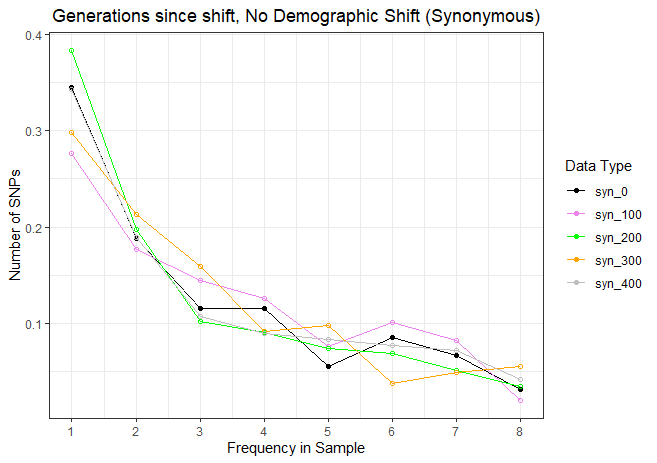 Generations since shift, No Demographic Shift (Synonymous)
Number of SNPs
0.4
0.3
0.2
0.1
1 2 3 4 5 6 7 8
Frequency in Sample
Data Type
syn_0
syn_100
syn_200
syn_300
syn_400